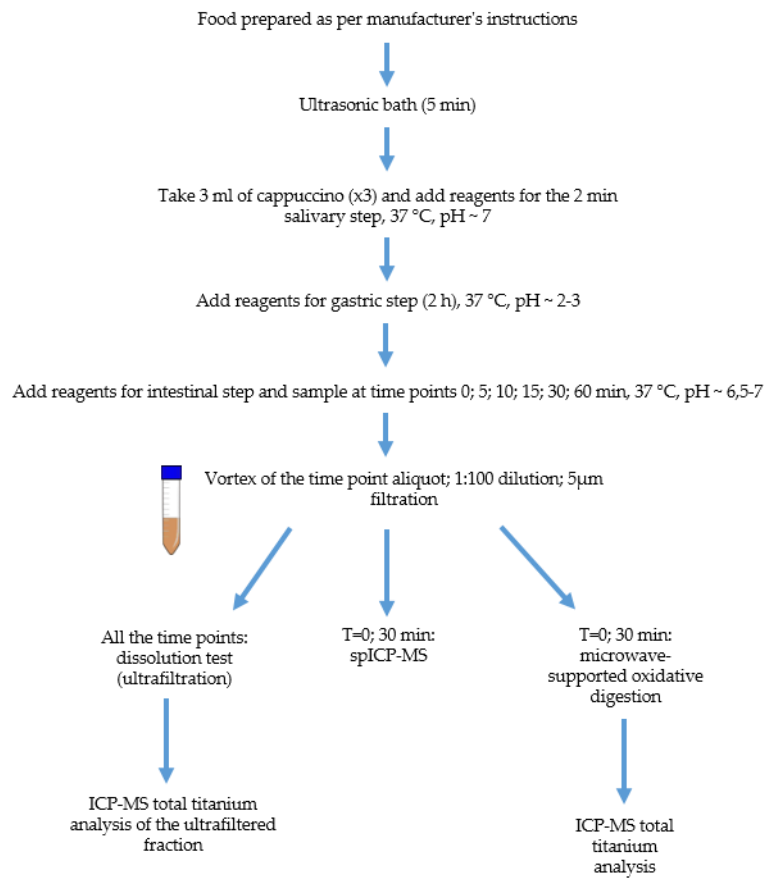 Food prepared as per manufacturer's instructions
Ultrasonic bath (5 min)
Take 3 ml of cappuccino (x3) and add reagents for the 2 min
salivary step, 37 °C, pH ~ 7
Add reagents for gastric step (2 h), 37 °C, pH ~ 2-3
Add reagents for intestinal step and sample at time points 0; 5; 10; 15; 30; 60 min, 37 °C, pH ~ 6,5-7
Vortex of the time point aliquot; 1:100 dilution; 5µm
filtration
All the time points:
dissolution test
(ultrafiltration)
T=0; 30 min:
spICP-MS
T=0; 30 min:
microwave-
supported oxidative
digestion
ICP-MS total titanium
analysis of the ultrafiltered
fraction
ICP-MS total
titanium
analysis